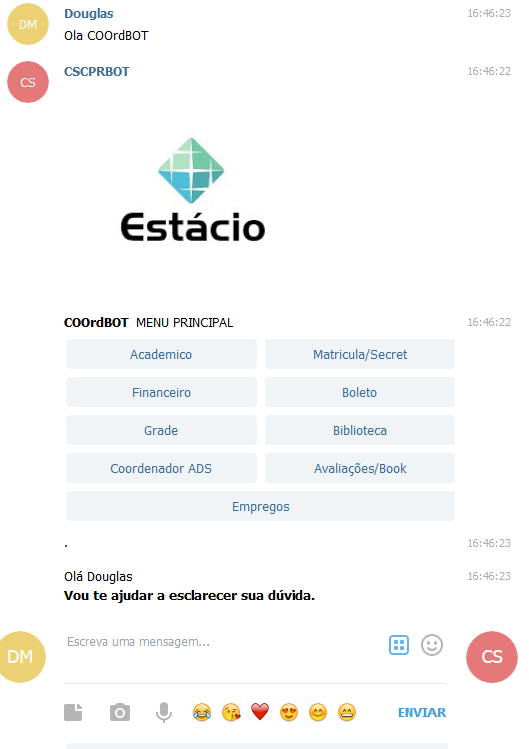 DM
Douglas 16:46:23
Ola COOrdBOT
CS
CSCPRBOT 16:46:22
Estácio
COOrdBOT MENU PRINCIPAL 16:46:22
Academico Matricula/Secret
Financeiro Boleto
Grade Biblioteca
Coordenador ADS Avaliações/Book
Empregos
. 16:46:23
Olá Douglas 16:46:23
Vou te ajudar a esclarecer sua dúvida.
DM Escreva uma mensagem... CS
ENVIAR